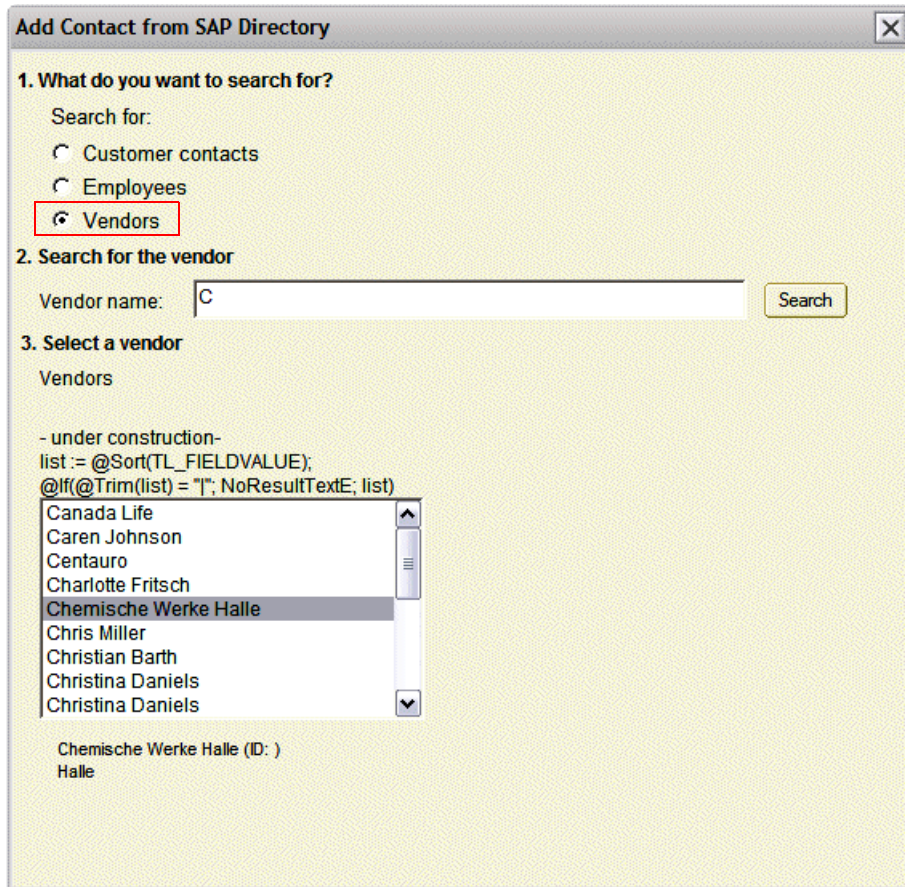 Add Contact from SAP Directory
1. What do you want to search for?
Search for:
Customer contacts
Employees
Vendors
2. Search for the vendor
Vendor name: C Search
3. Select a vendor
Vendors
- under construction-
list := @Sort(TL_FIELDVALUE);
@If(@Trim(list) = "|"; NoResultTextE; list)
Canada Life
Caren Johnson
Centauro
Charlotte Fritsch
Chemische Werke Halle
Chris Miller
Christian Barth
Christina Daniels
Christina Daniels
Chemische Werke Halle (ID: )
Halle